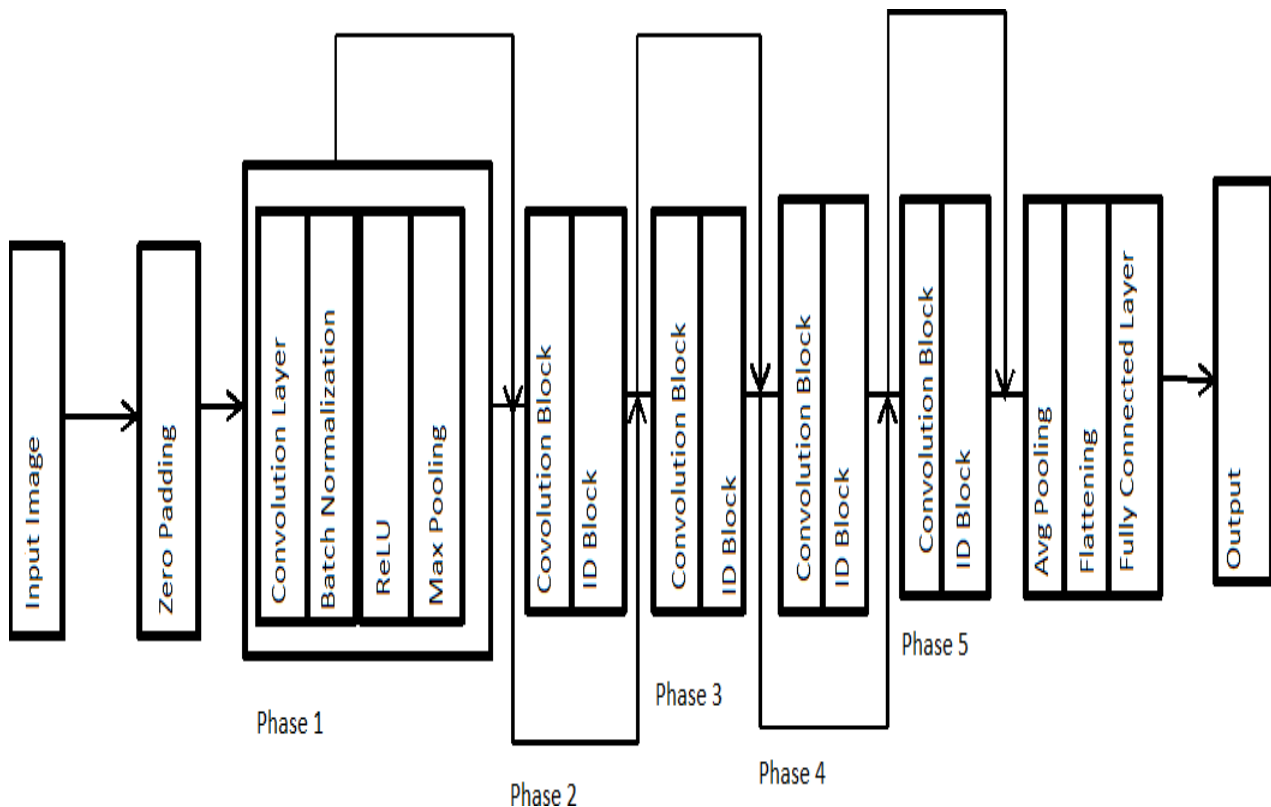 Input Image
Zero Padding
Convolution Layer
Batch Normalization
ReLU
Max Pooling
Phase 1
Covolution Block
ID Block
Phase 2
Convolution Block
ID Block
Phase 3
Convolution Block
ID Block
Phase 4
Convolution Block
ID Block
Phase 5
Avg Pooling
Flattening
Fully Connected Layer
Output